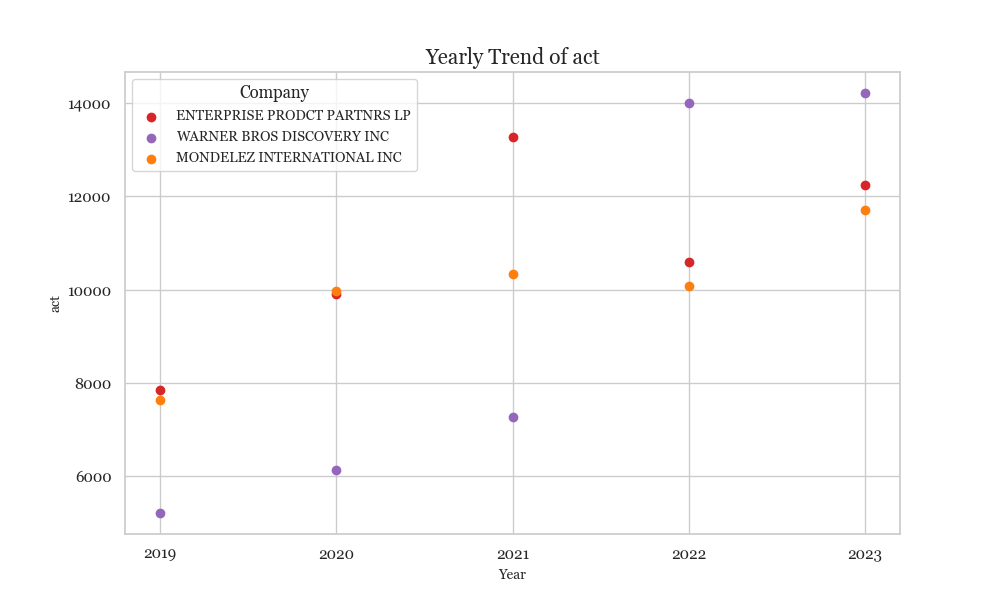 Yearly Trend of act
Company
ENTERPRISE PRODCT PARTNRS LP
WARNER BROS DISCOVERY INC
MONDELEZ INTERNATIONAL INC
act
14000
12000
10000
8000
6000
2019 2020 2021 2022 2023
Year